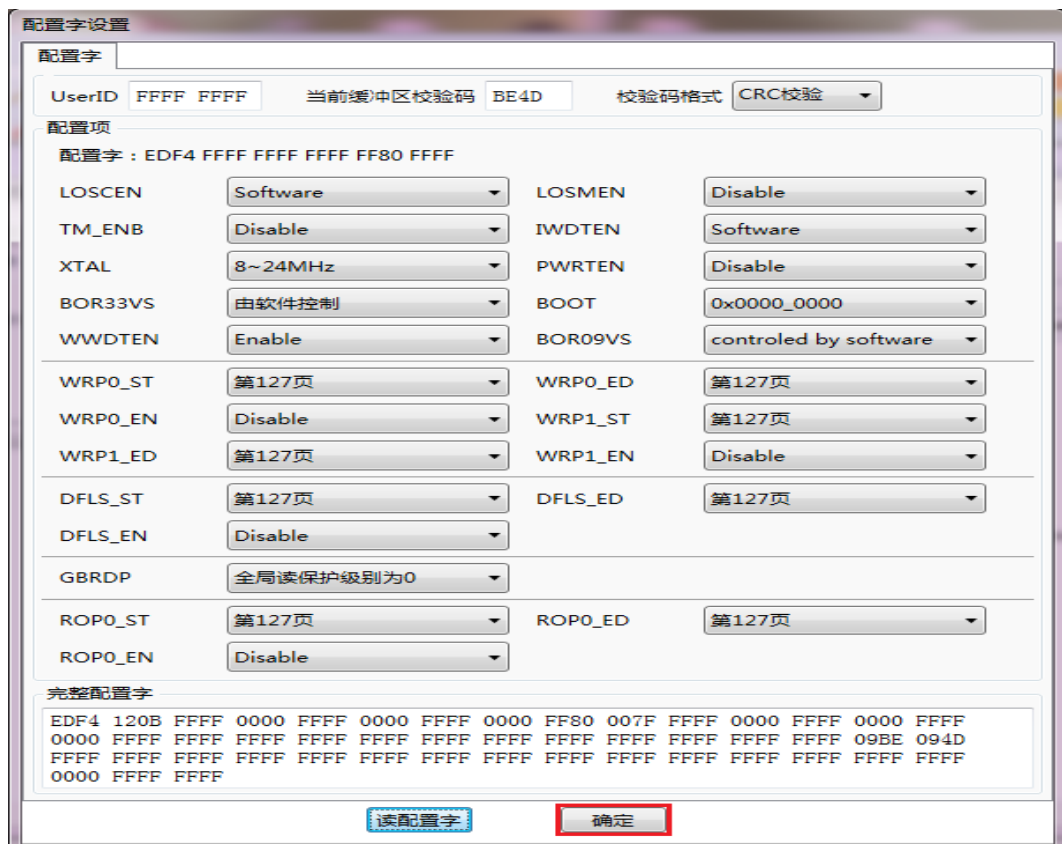 配置字设置
配置字
UserID FFFF FFFF 当前缓冲区校验码 BE4D 校验码格式 CRC校验
配置项
配置字：EDF4 FFFF FFFF FFFF FF80 FFFF
LOSCEN Software LOSMEN Disable
TM_ENB Disable IWDTEN Software
XTAL 8~24MHz PWRTEN Disable
BOR33VS 由软件控制 BOOT 0x0000_0000
WWDTEN Enable BOR09VS controled by software
WRP0_ST 第127页 WRP0_ED 第127页
WRP0_EN Disable WRP1_ST 第127页
WRP1_ED 第127页 WRP1_EN Disable
DFLS_ST 第127页 DFLS_ED 第127页
DFLS_EN Disable
GBRDP 全局读保护级别为0
ROP0_ST 第127页 ROP0_ED 第127页
ROP0_EN Disable
完整配置字
EDF4 120B FFFF 0000 FFFF 0000 FFFF 0000 FF80 007F FFFF 0000 FFFF 0000 FFFF
0000 FFFF FFFF FFFF FFFF FFFF FFFF FFFF FFFF FFFF FFFF FFFF FFFF 09BE 094D
FFFF FFFF FFFF FFFF FFFF FFFF FFFF FFFF FFFF FFFF FFFF FFFF FFFF FFFF FFFF
0000 FFFF FFFF
读配置字 确定